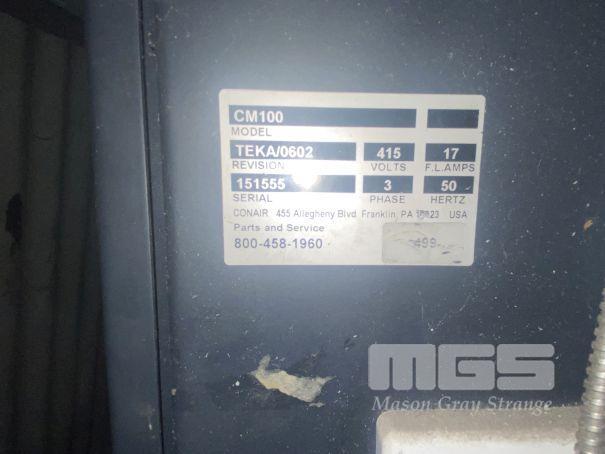 CM100
MODEL
TEKA/0602 415 17
REVISION VOLTS F.L.AMPS
151555 3 50
SERIAL PHASE HERTZ
CONAIR 455 Allegheny Blvd Franklin, PA USA
Parts and Service
800-458-1960 499
MGS
Mason Gray Strange